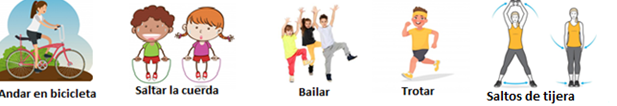 Andar en bicicleta
Saltar la cuerda
Bailar
Trotar
Saltos de tijera